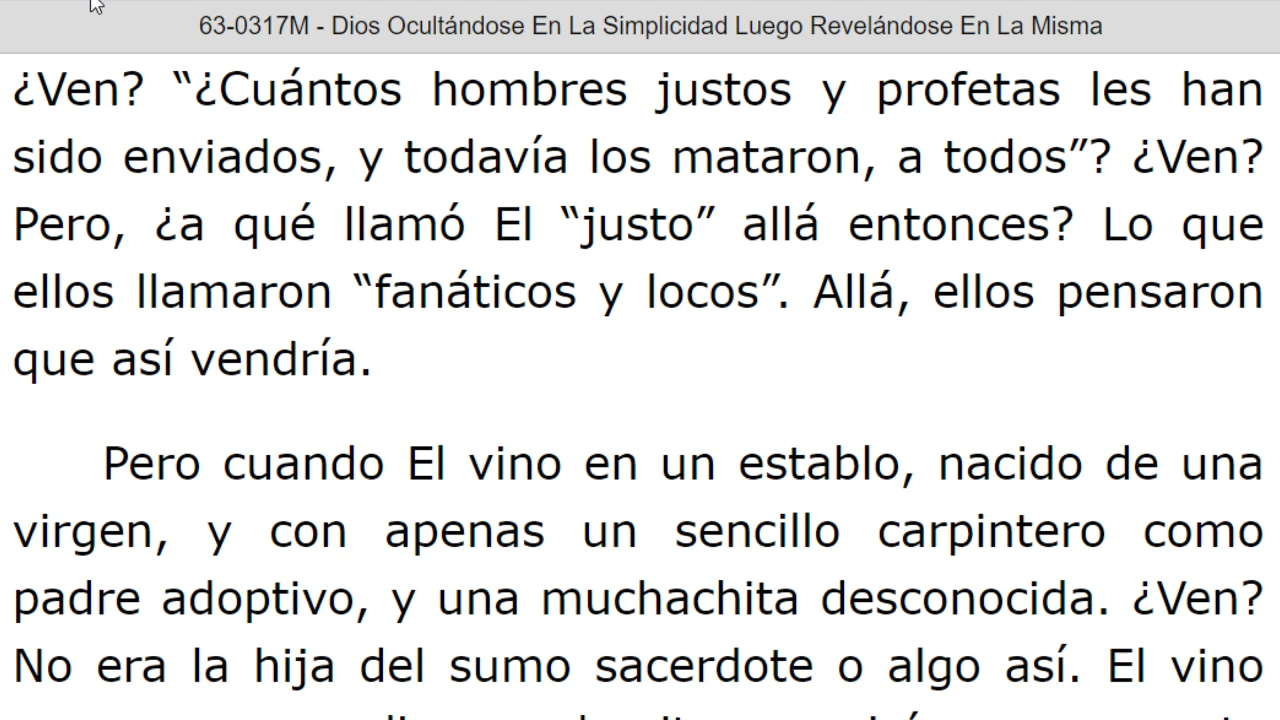 63-0317M - Dios Ocultándose En La Simplicidad Luego Revelándose En La Misma
¿Ven? “¿Cuántos hombres justos y profetas les han
sido enviados, y todavía los mataron, a todos”? ¿Ven?
Pero, ¿a qué llamó El “justo” allá entonces? Lo que
ellos llamaron “fanáticos y locos”. Allá, ellos pensaron
que así vendría.
Pero cuando El vino en un establo, nacido de una
virgen, y con apenas un sencillo carpintero como
padre adoptivo, y una muchachita desconocida. ¿Ven?
No era la hija del sumo sacerdote o algo así. El vino